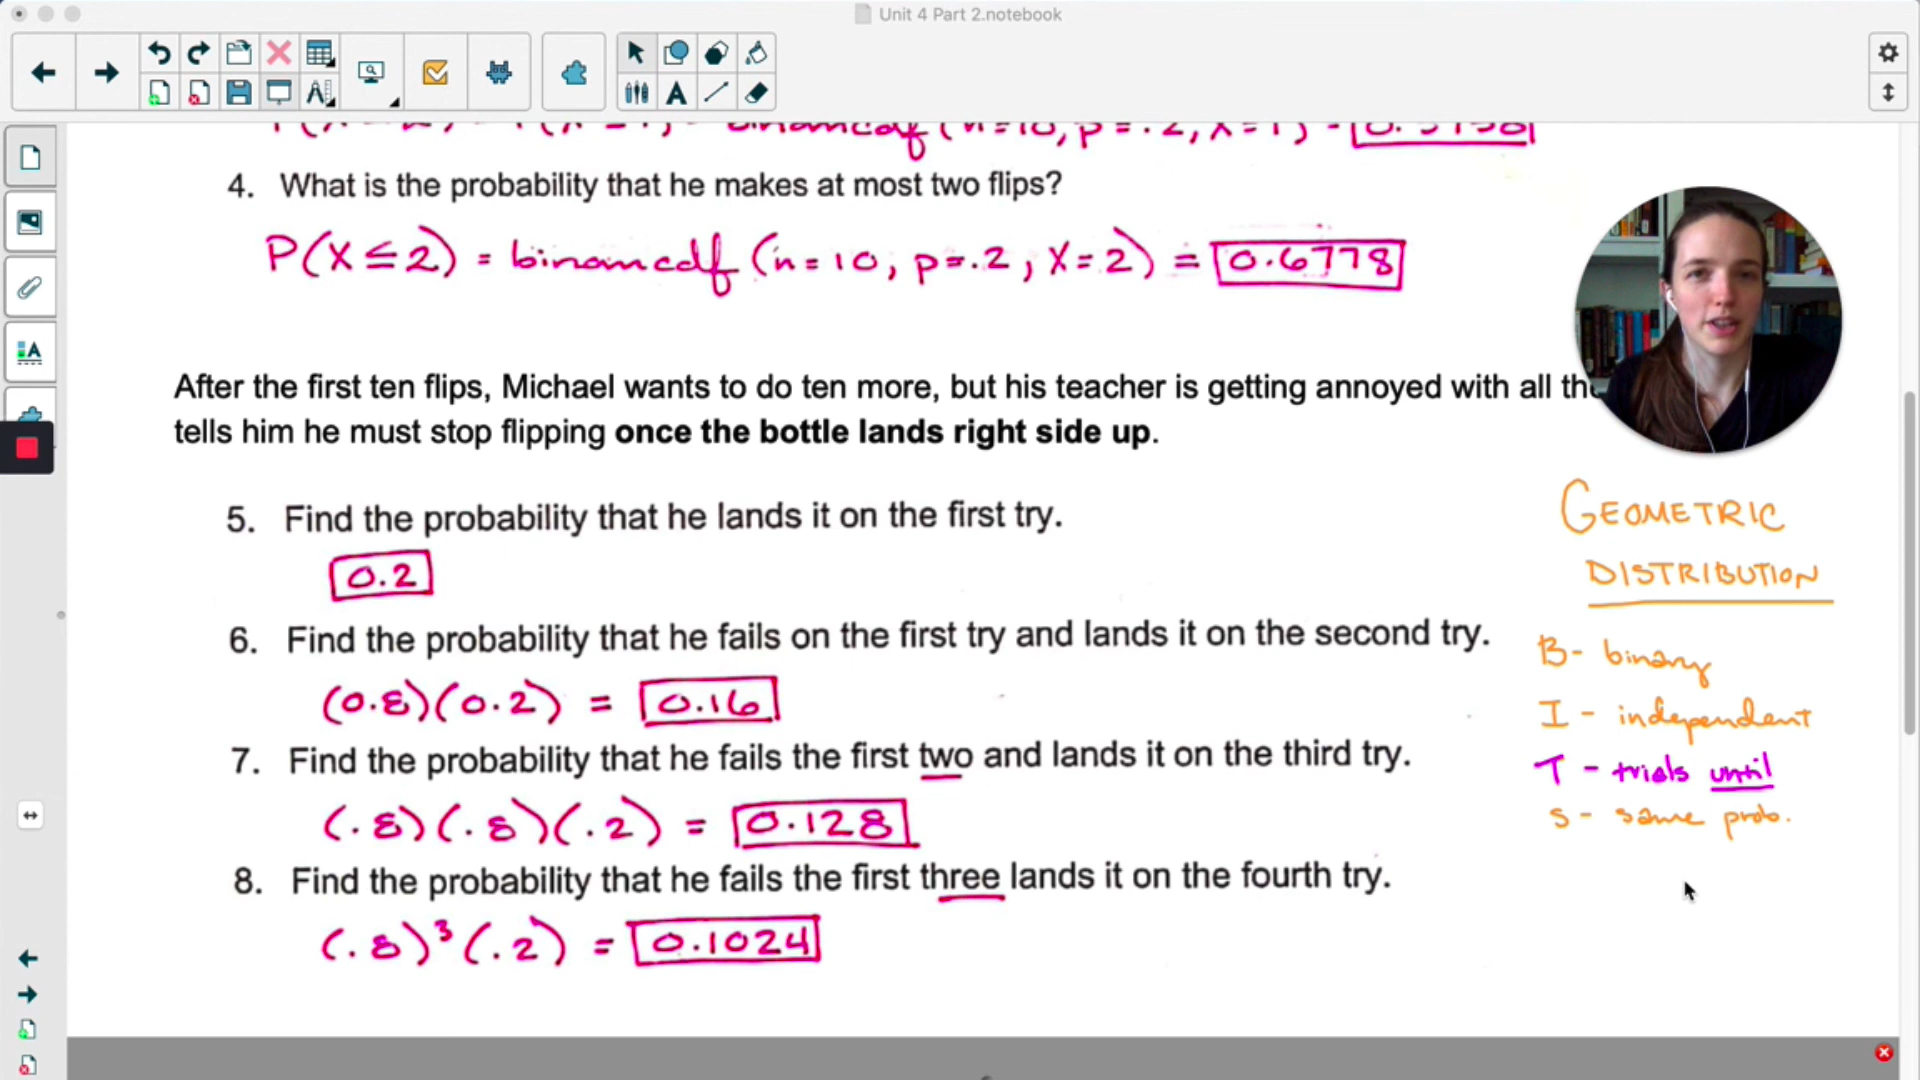 Unit 4 Part 2.notebook
binomcdf (n=10, p=.2, X=1) =
4. What is the probability that he makes at most two flips?
P(X≤2) = binomcdf (n=10, p=.2, X=2) = 0.6778
After the first ten flips, Michael wants to do ten more, but his teacher is getting annoyed with all
tells him he must stop flipping once the bottle lands right side up.
5. Find the probability that he lands it on the first try.
0.2
6. Find the probability that he fails on the first try and lands it on the second try.
(0.8)(0.2) = 0.16
7. Find the probability that he fails the first two and lands it on the third try.
(.8)(.8)(.2) = 0.128
8. Find the probability that he fails the first three lands it on the fourth try.
(.8)³(.2) = 0.1024
GEOMETRIC
DISTRIBUTION
B- binary
I - independent
T - trials until
S- same prob.